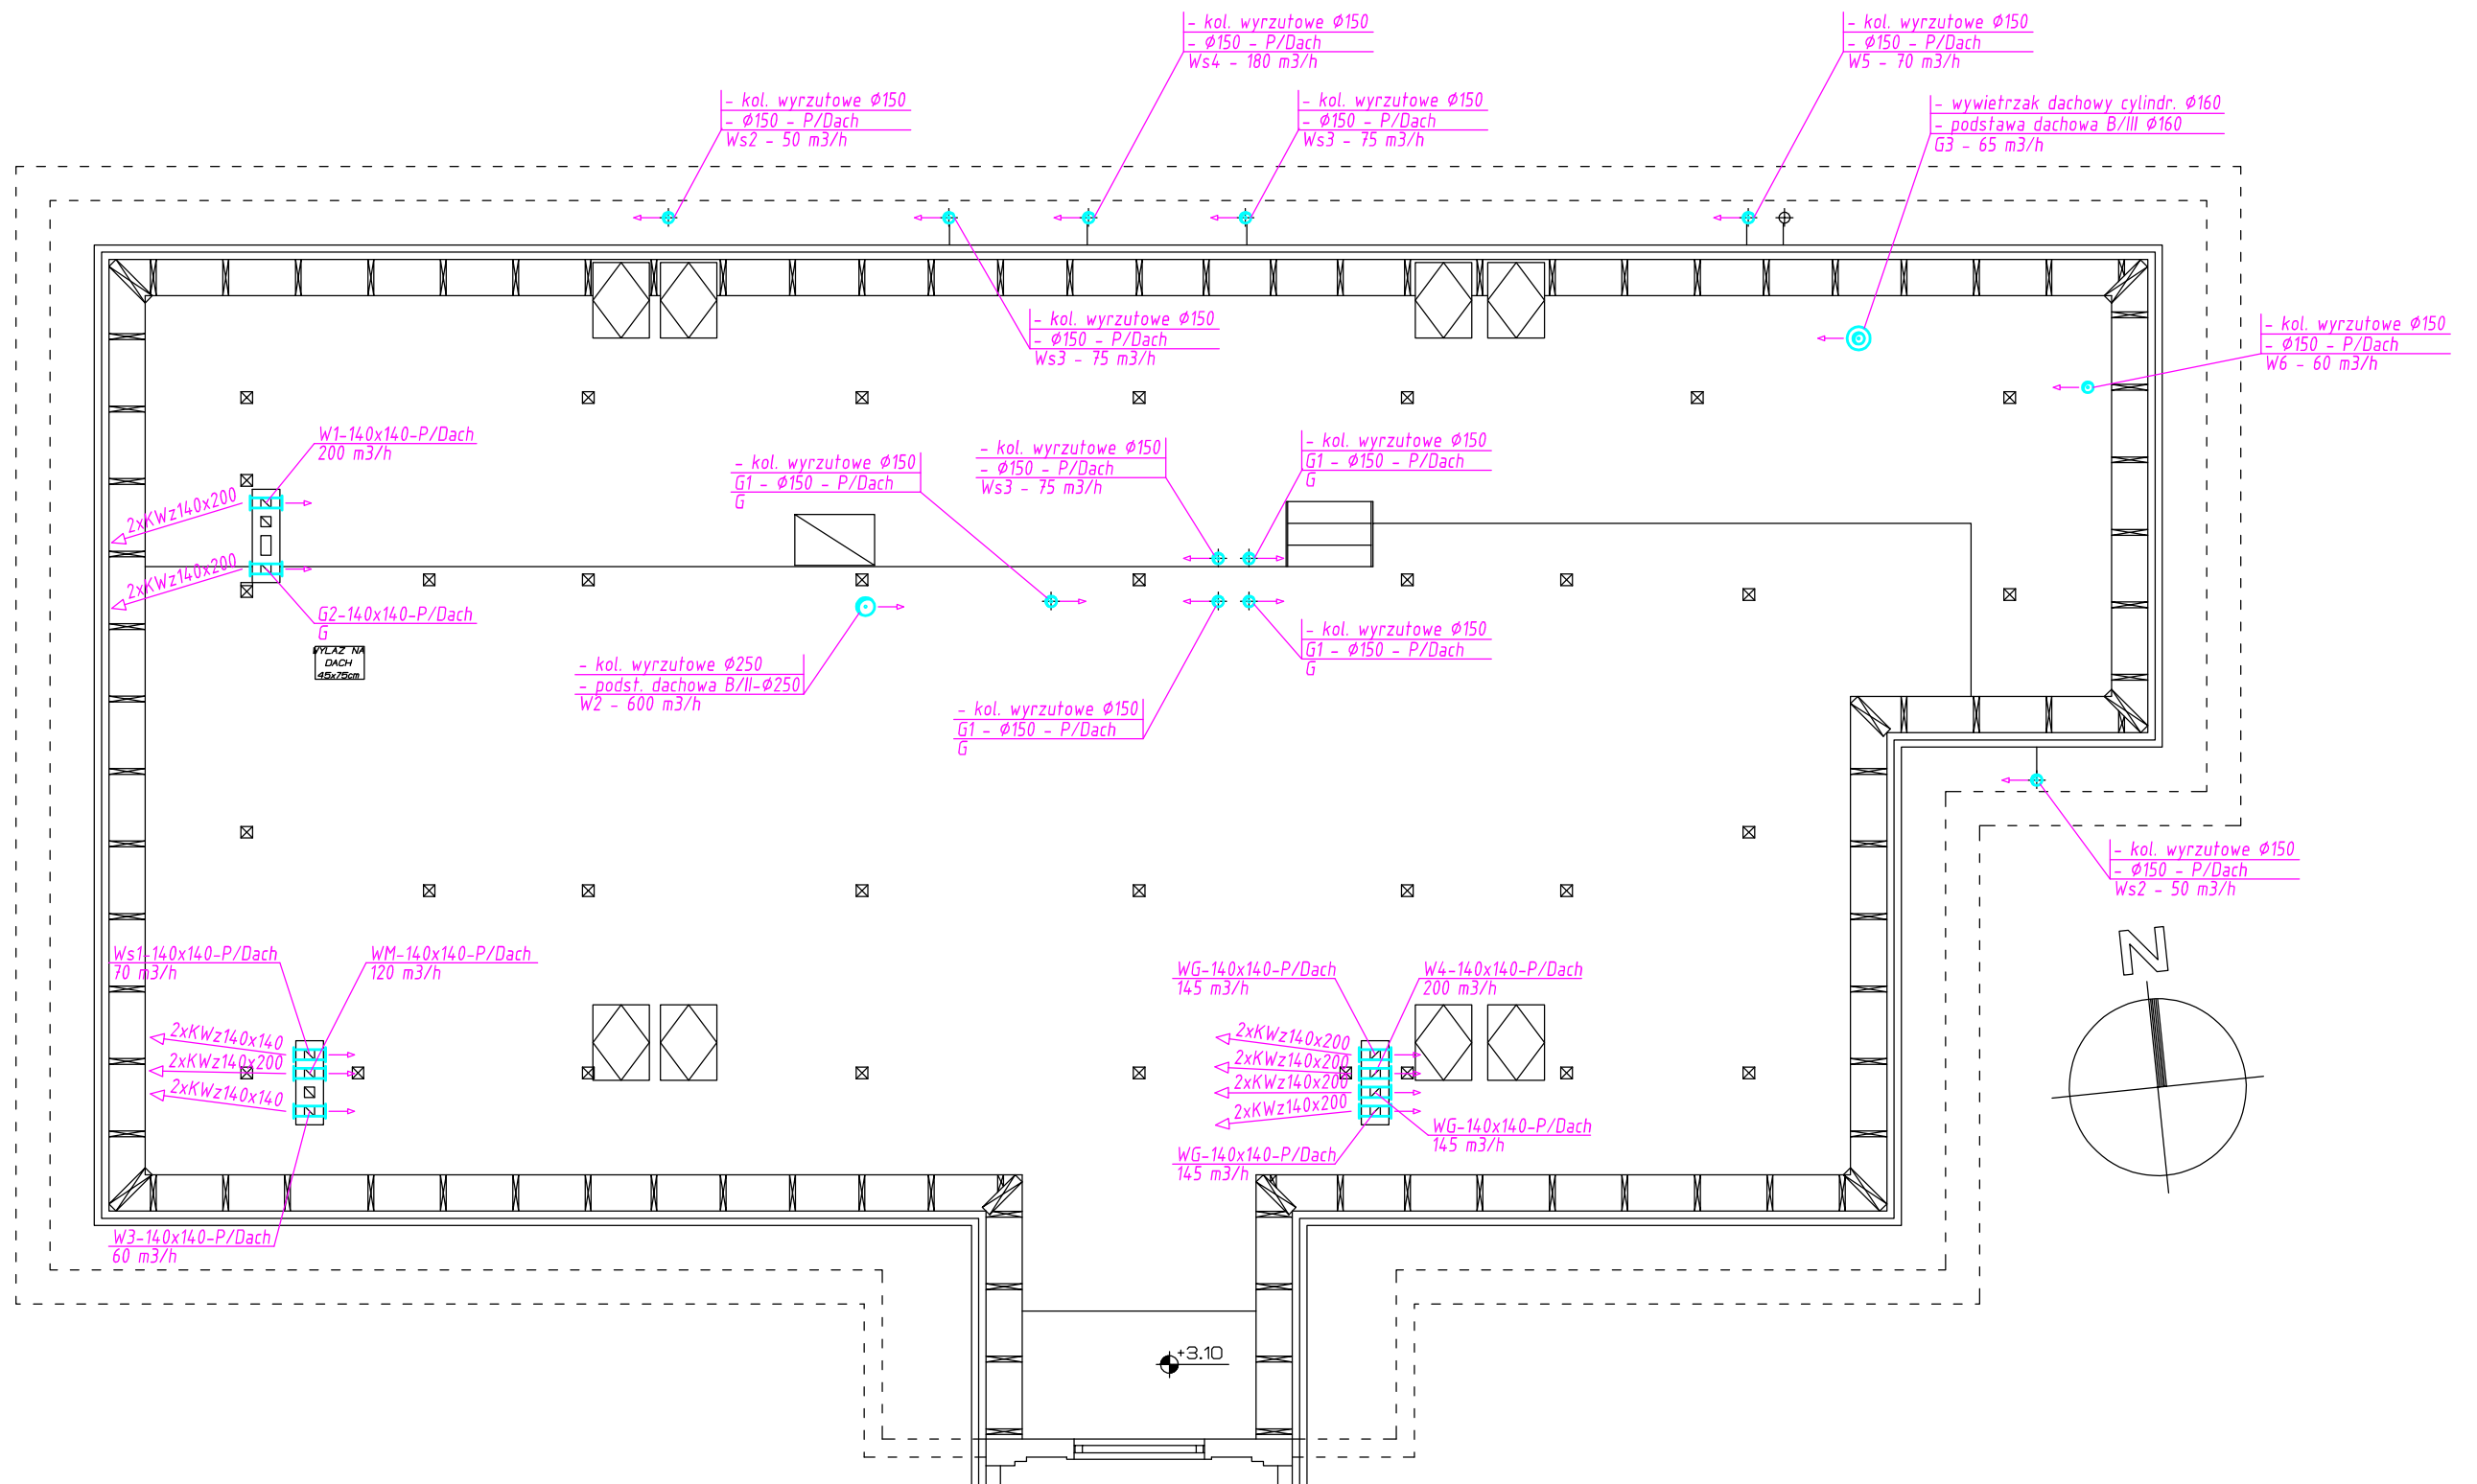 - kol. wyrzutowe Ø150
- Ø150 - P/Dach
Ws4 - 180 m3/h
- kol. wyrzutowe Ø150
- Ø150 - P/Dach
W5 - 70 m3/h
- kol. wyrzutowe Ø150
- Ø150 - P/Dach
Ws2 - 50 m3/h
- kol. wyrzutowe Ø150
- Ø150 - P/Dach
Ws3 - 75 m3/h
- wywietrzak dachowy cylindr. Ø160
- podstawa dachowa B/III Ø160
G3 - 65 m3/h
- kol. wyrzutowe Ø150
- Ø150 - P/Dach
Ws3 - 75 m3/h
- kol. wyrzutowe Ø150
- Ø150 - P/Dach
W6 - 60 m3/h
W1-140x140-P/Dach
200 m3/h
- kol. wyrzutowe Ø150
G1 - Ø150 - P/Dach
G
- kol. wyrzutowe Ø150
- Ø150 - P/Dach
Ws3 - 75 m3/h
- kol. wyrzutowe Ø150
G1 - Ø150 - P/Dach
G
2xKWz140x200
2xKWz140x200
G2-140x140-P/Dach
G
WYLAZ NA
DACH
45x75cm
- kol. wyrzutowe Ø250
- podst. dachowa B/II-Ø250
W2 - 600 m3/h
- kol. wyrzutowe Ø150
G1 - Ø150 - P/Dach
G
- kol. wyrzutowe Ø150
G1 - Ø150 - P/Dach
G
- kol. wyrzutowe Ø150
- Ø150 - P/Dach
Ws2 - 50 m3/h
N
Ws1-140x140-P/Dach
70 m3/h
WM-140x140-P/Dach
120 m3/h
WG-140x140-P/Dach
145 m3/h
W4-140x140-P/Dach
200 m3/h
2xKWz140x140
2xKWz140x200
2xKWz140x140
2xKWz140x200
2xKWz140x200
2xKWz140x200
2xKWz140x200
WG-140x140-P/Dach
145 m3/h
WG-140x140-P/Dach
145 m3/h
W3-140x140-P/Dach
60 m3/h
+3.10